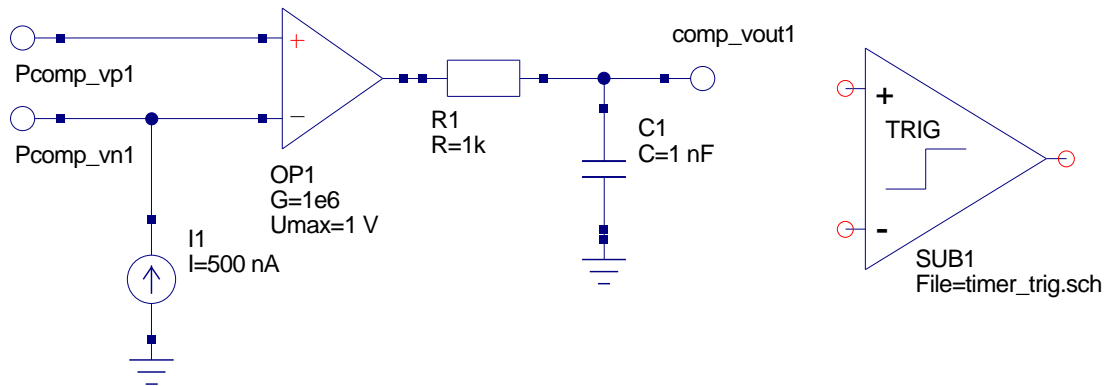 comp_vout1
Pcomp_vp1
+
−
Pcomp_vn1
R1
R=1k
C1
C=1 nF
OP1
G=1e6
Umax=1 V
I1
I=500 nA
+
TRIG
-
SUB1
File=timer_trig.sch